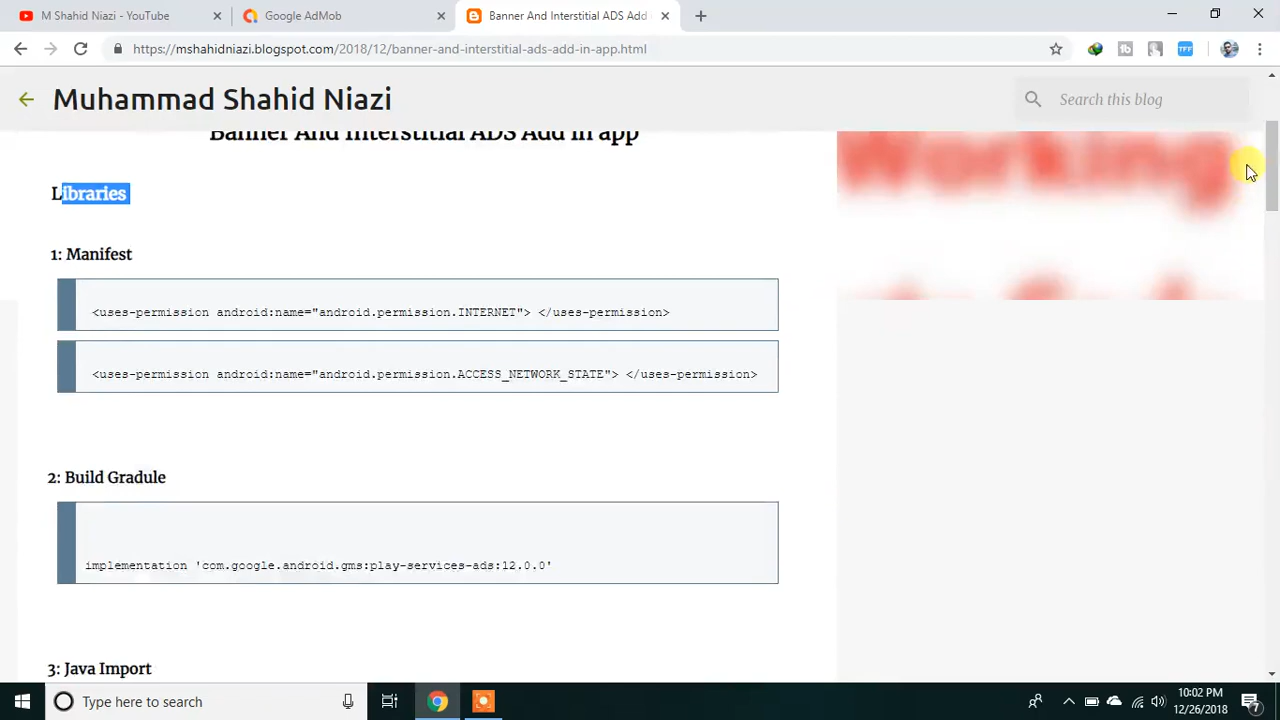 M Shahid Niazi - YouTube
Google AdMob
Banner And Interstitial ADS Add
https://mshahidniazi.blogspot.com/2018/12/banner-and-interstitial-ads-add-in-app.html
Muhammad Shahid Niazi
Search this blog
Banner And Interstitial ADS Add in app
Working
Libraries
1: Manifest
<uses-permission android:name="android.permission.INTERNET"> </uses-permission>
<uses-permission android:name="android.permission.ACCESS_NETWORK_STATE"> </uses-permission>
2: Build Gradule
implementation 'com.google.android.gms:play-services-ads:12.0.0'
3: Java Import
Type here to search
10:02 PM
12/26/2018
7